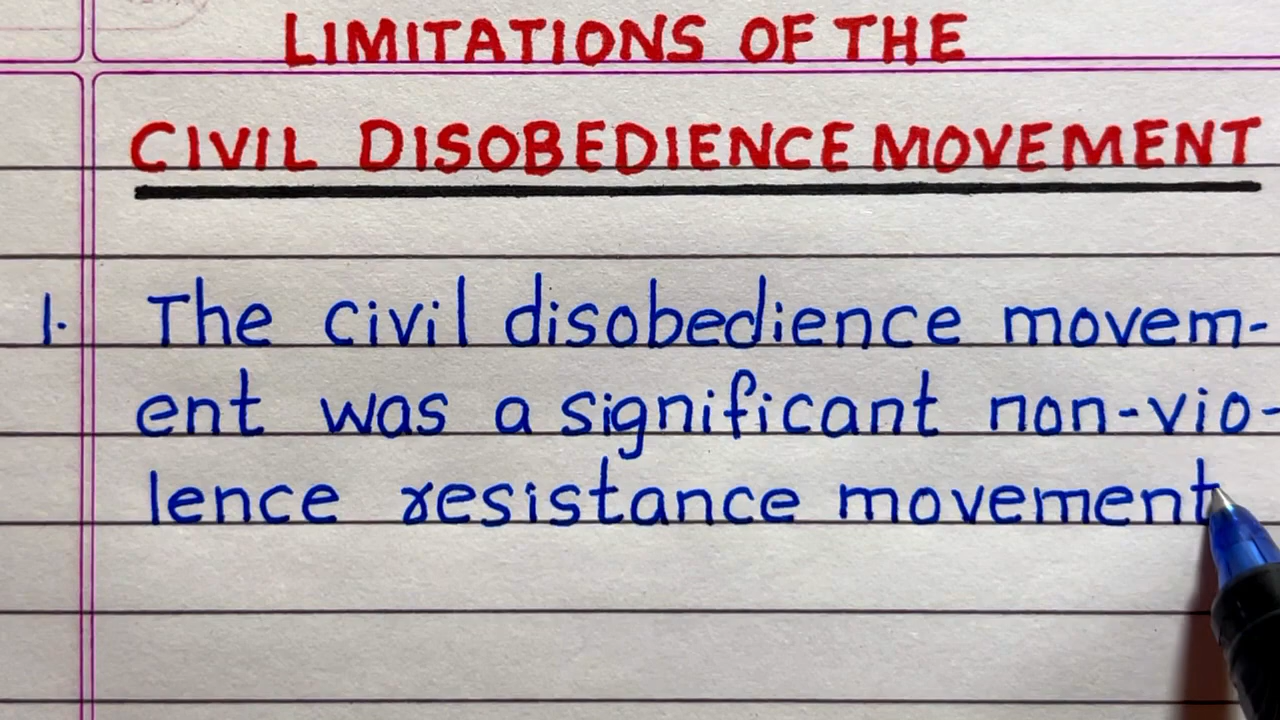 LIMITATIONS OF THE
CIVIL DISOBEDIENCE MOVEMENT
1. The civil disobedience movem-
ent was a significant non-vio-
lence resistance movement